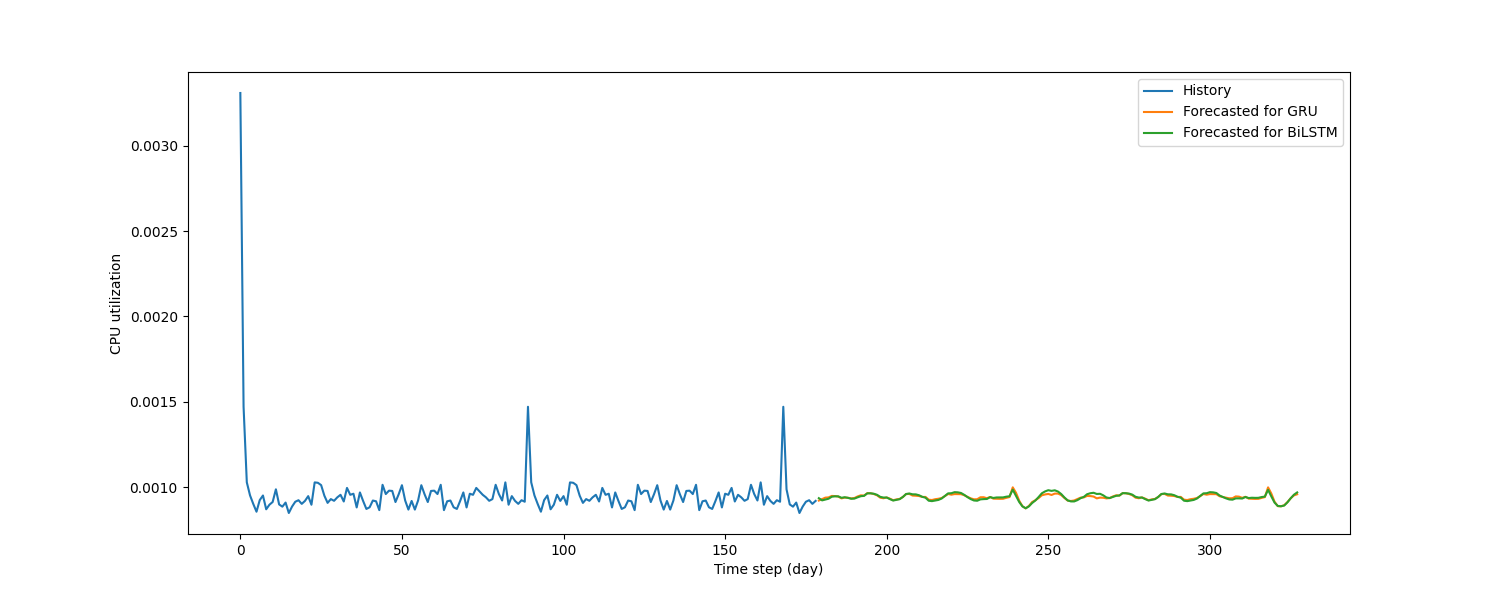 History
Forecasted for GRU
Forecasted for BiLSTM
0.0030
0.0025
0.0020
0.0015
0.0010
CPU utilization
0 50 100 150 200 250 300
Time step (day)